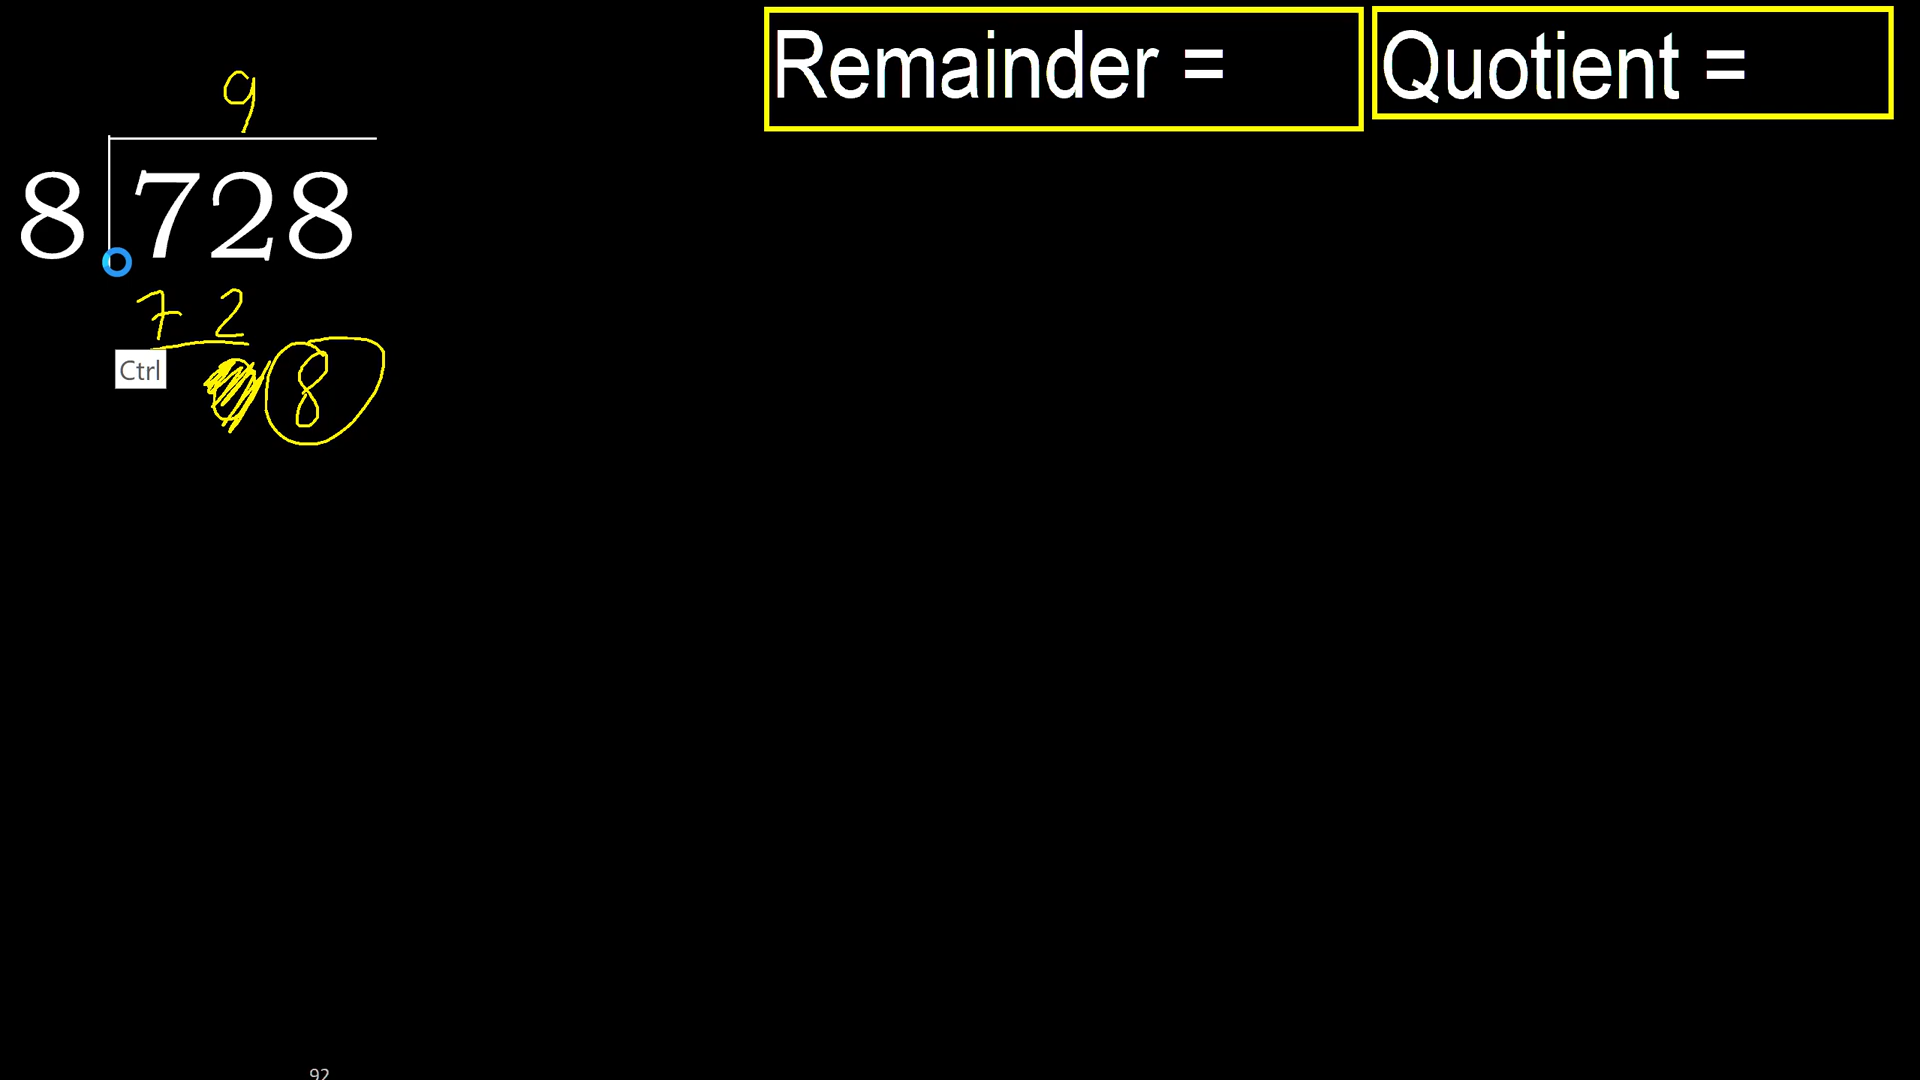 Remainder =
Quotient =
9
8 728
7 2
8
Ctrl
92